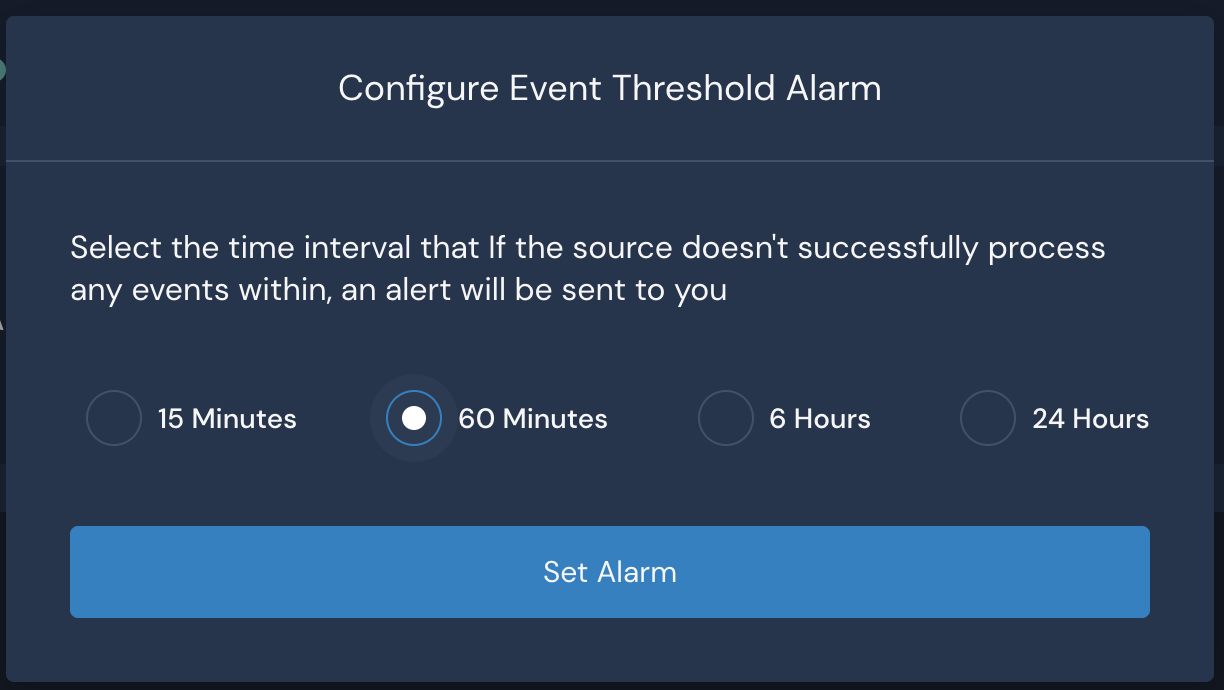 Configure Event Threshold Alarm
Select the time interval that If the source doesn't successfully process
any events within, an alert will be sent to you
15 Minutes 60 Minutes 6 Hours 24 Hours
Set Alarm